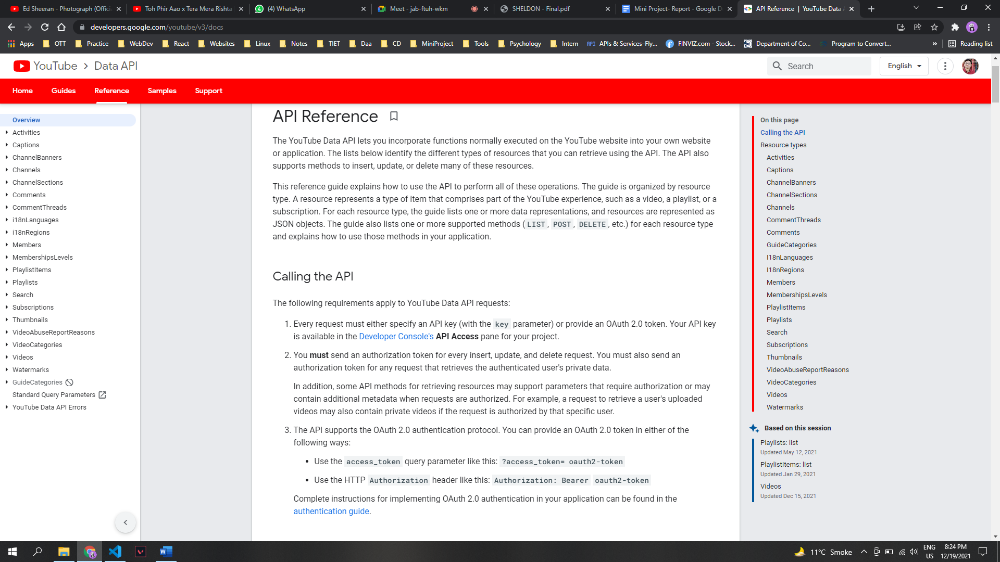 Ed Sheeran - Photograph (Offici
Toh Phir Aao x Tera Mera Rishta
(4) WhatsApp
Meet - jab-ftuh-wkm
SHELDON - Final.pdf
Mini Project- Report - Google D
API Reference | YouTube Data A
developers.google.com/youtube/v3/docs
Apps
OTT
Practice
WebDev
React
Websites
Linux
Notes
TIET
Daa
CD
MiniProject
Tools
Psychology
Intern
API APIs & Services–Fly...
FINVIZ.com - Stock...
Department of Co...
Program to Convert...
»
Reading list
YouTube
Data API
Search
English
Home
Guides
Reference
Samples
Support
Overview
Activities
Captions
ChannelBanners
Channels
ChannelSections
Comments
CommentThreads
i18nLanguages
i18nRegions
Members
MembershipsLevels
PlaylistItems
Playlists
Search
Subscriptions
Thumbnails
VideoAbuseReportReasons
VideoCategories
Videos
Watermarks
GuideCategories
Standard Query Parameters
YouTube Data API Errors
API Reference
The YouTube Data API lets you incorporate functions normally executed on the YouTube website into your own website
or application. The lists below identify the different types of resources that you can retrieve using the API. The API also
supports methods to insert, update, or delete many of these resources.
This reference guide explains how to use the API to perform all of these operations. The guide is organized by resource
type. A resource represents a type of item that comprises part of the YouTube experience, such as a video, a playlist, or a
subscription. For each resource type, the guide lists one or more data representations, and resources are represented as
JSON objects. The guide also lists one or more supported methods (LIST, POST, DELETE, etc.) for each resource type
and explains how to use those methods in your application.
Calling the API
The following requirements apply to YouTube Data API requests:
1. Every request must either specify an API key (with the key parameter) or provide an OAuth 2.0 token. Your API key
is available in the Developer Console's API Access pane for your project.
2. You must send an authorization token for every insert, update, and delete request. You must also send an
authorization token for any request that retrieves the authenticated user's private data.
In addition, some API methods for retrieving resources may support parameters that require authorization or may
contain additional metadata when requests are authorized. For example, a request to retrieve a user's uploaded
videos may also contain private videos if the request is authorized by that specific user.
3. The API supports the OAuth 2.0 authentication protocol. You can provide an OAuth 2.0 token in either of the
following ways:
• Use the access_token query parameter like this: ?access_token= oauth2-token
• Use the HTTP Authorization header like this: Authorization: Bearer oauth2-token
Complete instructions for implementing OAuth 2.0 authentication in your application can be found in the
authentication guide.
On this page
Calling the API
Resource types
Activities
Captions
ChannelBanners
ChannelSections
Channels
CommentThreads
Comments
GuideCategories
I18nLanguages
I18nRegions
Members
MembershipsLevels
PlaylistItems
Playlists
Search
Subscriptions
Thumbnails
VideoAbuseReportReasons
VideoCategories
Videos
Watermarks
Based on this session
Playlists: list
Updated May 12, 2021
PlaylistItems: list
Updated Jan 29, 2021
Videos
Updated Dec 15, 2021
11°C Smoke
ENG
US
8:24 PM
12/19/2021